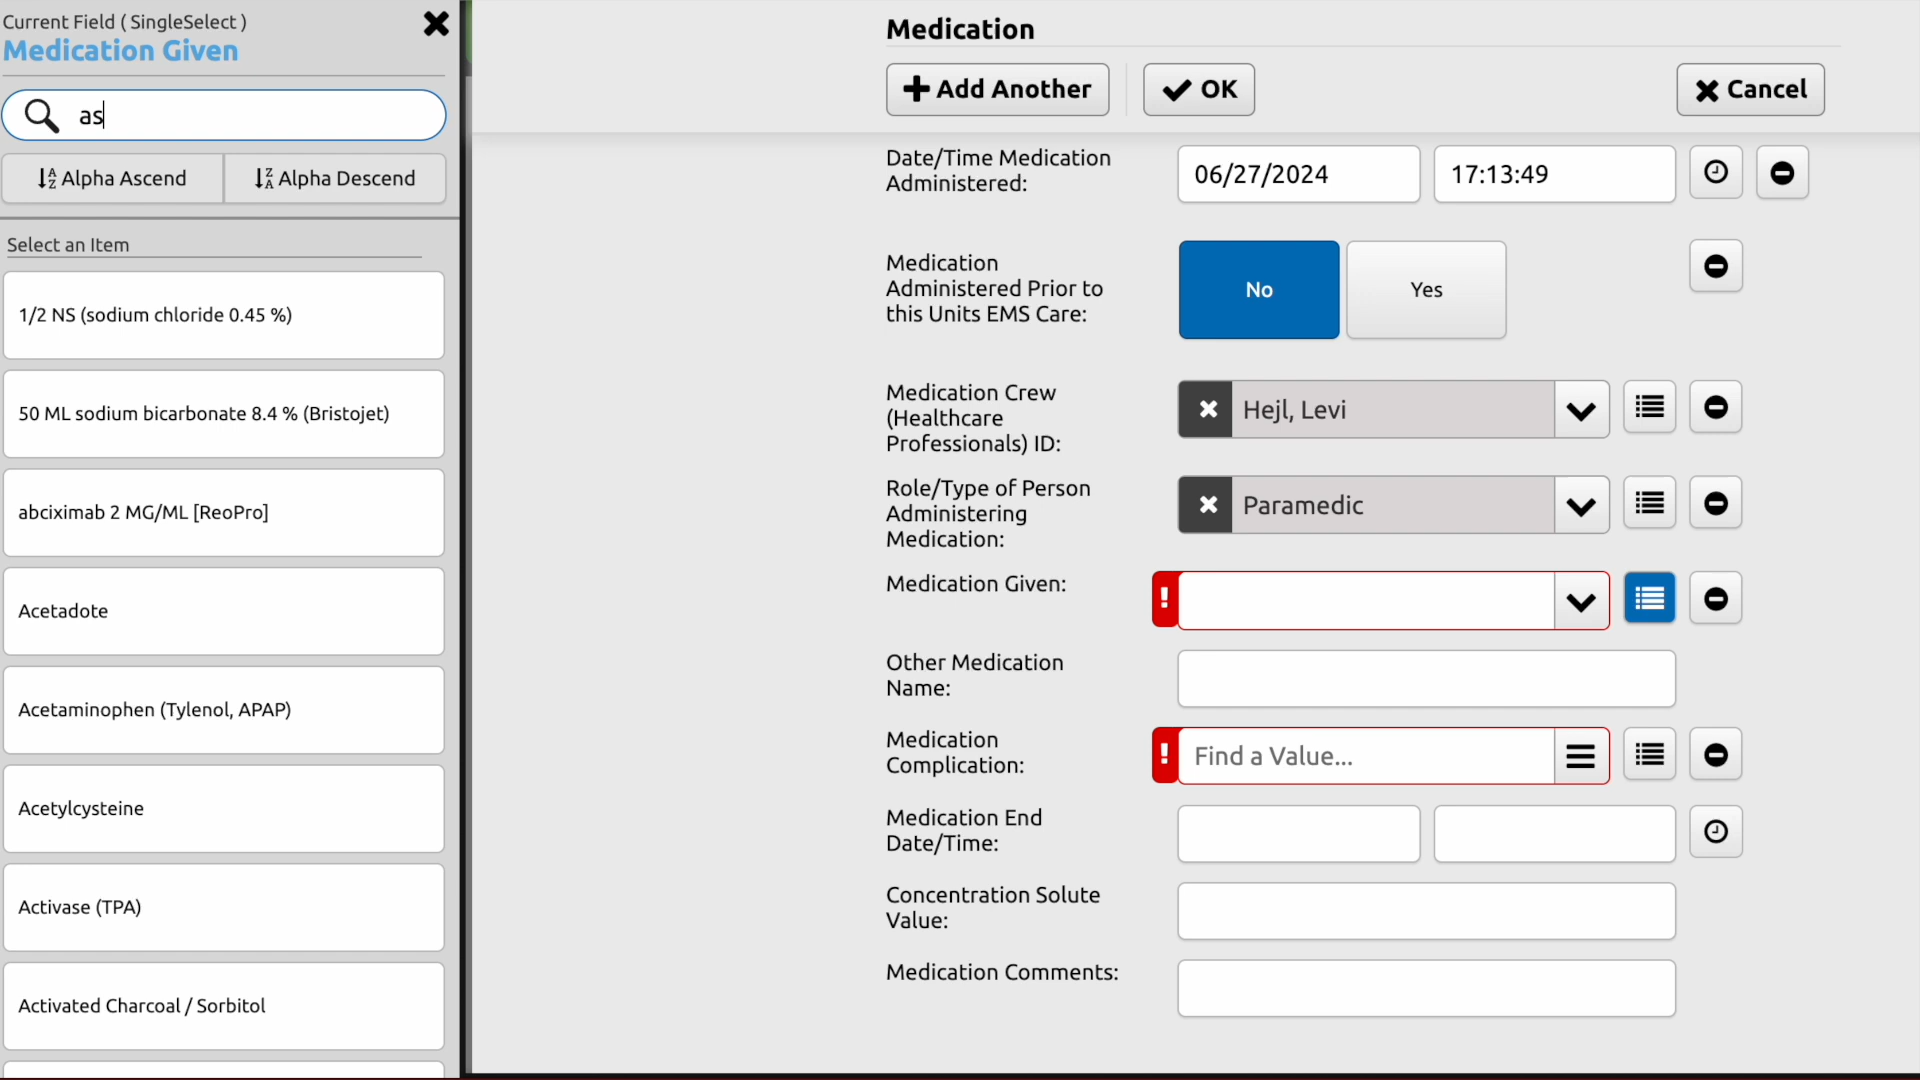 Current Field ( SingleSelect )
Medication Given
as
Alpha Ascend
Alpha Descend
Select an Item
1/2 NS (sodium chloride 0.45 %)
50 ML sodium bicarbonate 8.4 % (Bristojet)
abciximab 2 MG/ML [ReoPro]
Acetadote
Acetaminophen (Tylenol, APAP)
Acetylcysteine
Activase (TPA)
Activated Charcoal / Sorbitol
Medication
Add Another
OK
Cancel
Date/Time Medication
Administered:
06/27/2024
17:13:49
Medication
Administered Prior to
this Units EMS Care:
No
Yes
Medication Crew
(Healthcare
Professionals) ID:
Hejl, Levi
Role/Type of Person
Administering
Medication:
Paramedic
Medication Given:
Other Medication
Name:
Medication
Complication:
Find a Value...
Medication End
Date/Time:
Concentration Solute
Value:
Medication Comments: